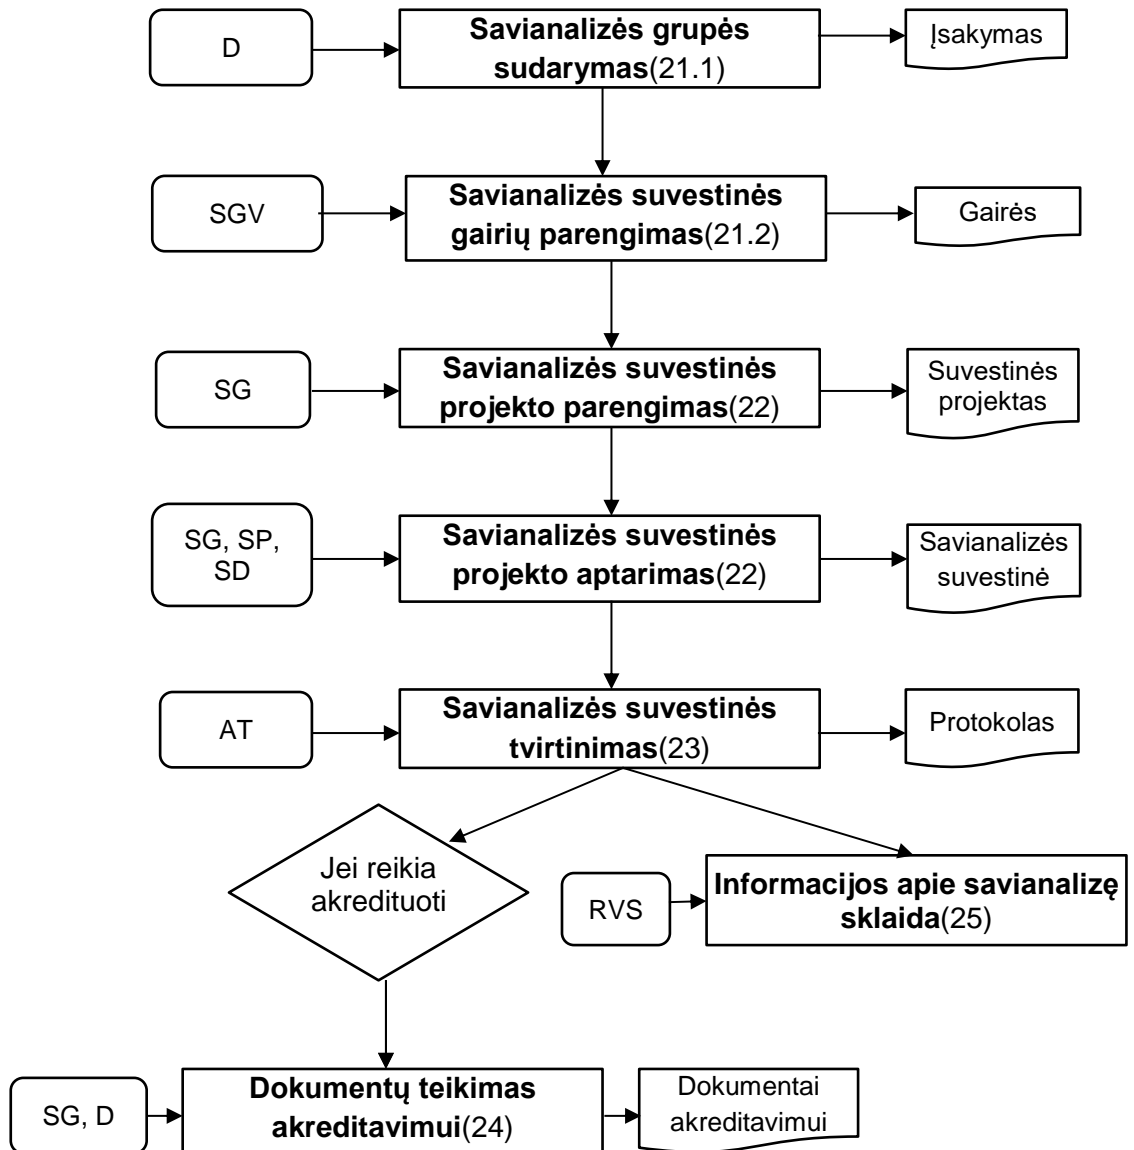 D
Savianalizės grupės
sudarymas(21.1)
Įsakymas
SGV
Savianalizės suvestinės
gairių parengimas(21.2)
Gairės
SG
Savianalizės suvestinės
projekto parengimas(22)
Suvestinės
projektas
SG, SP,
SD
Savianalizės suvestinės
projekto aptarimas(22)
Savianalizės
suvestinė
AT
Savianalizės suvestinės
tvirtinimas(23)
Protokolas
Jei reikia
akredituoti
RVS
Informacijos apie savianalizę
sklaida(25)
SG, D
Dokumentų teikimas
akreditavimui(24)
Dokumentai
akreditavimui